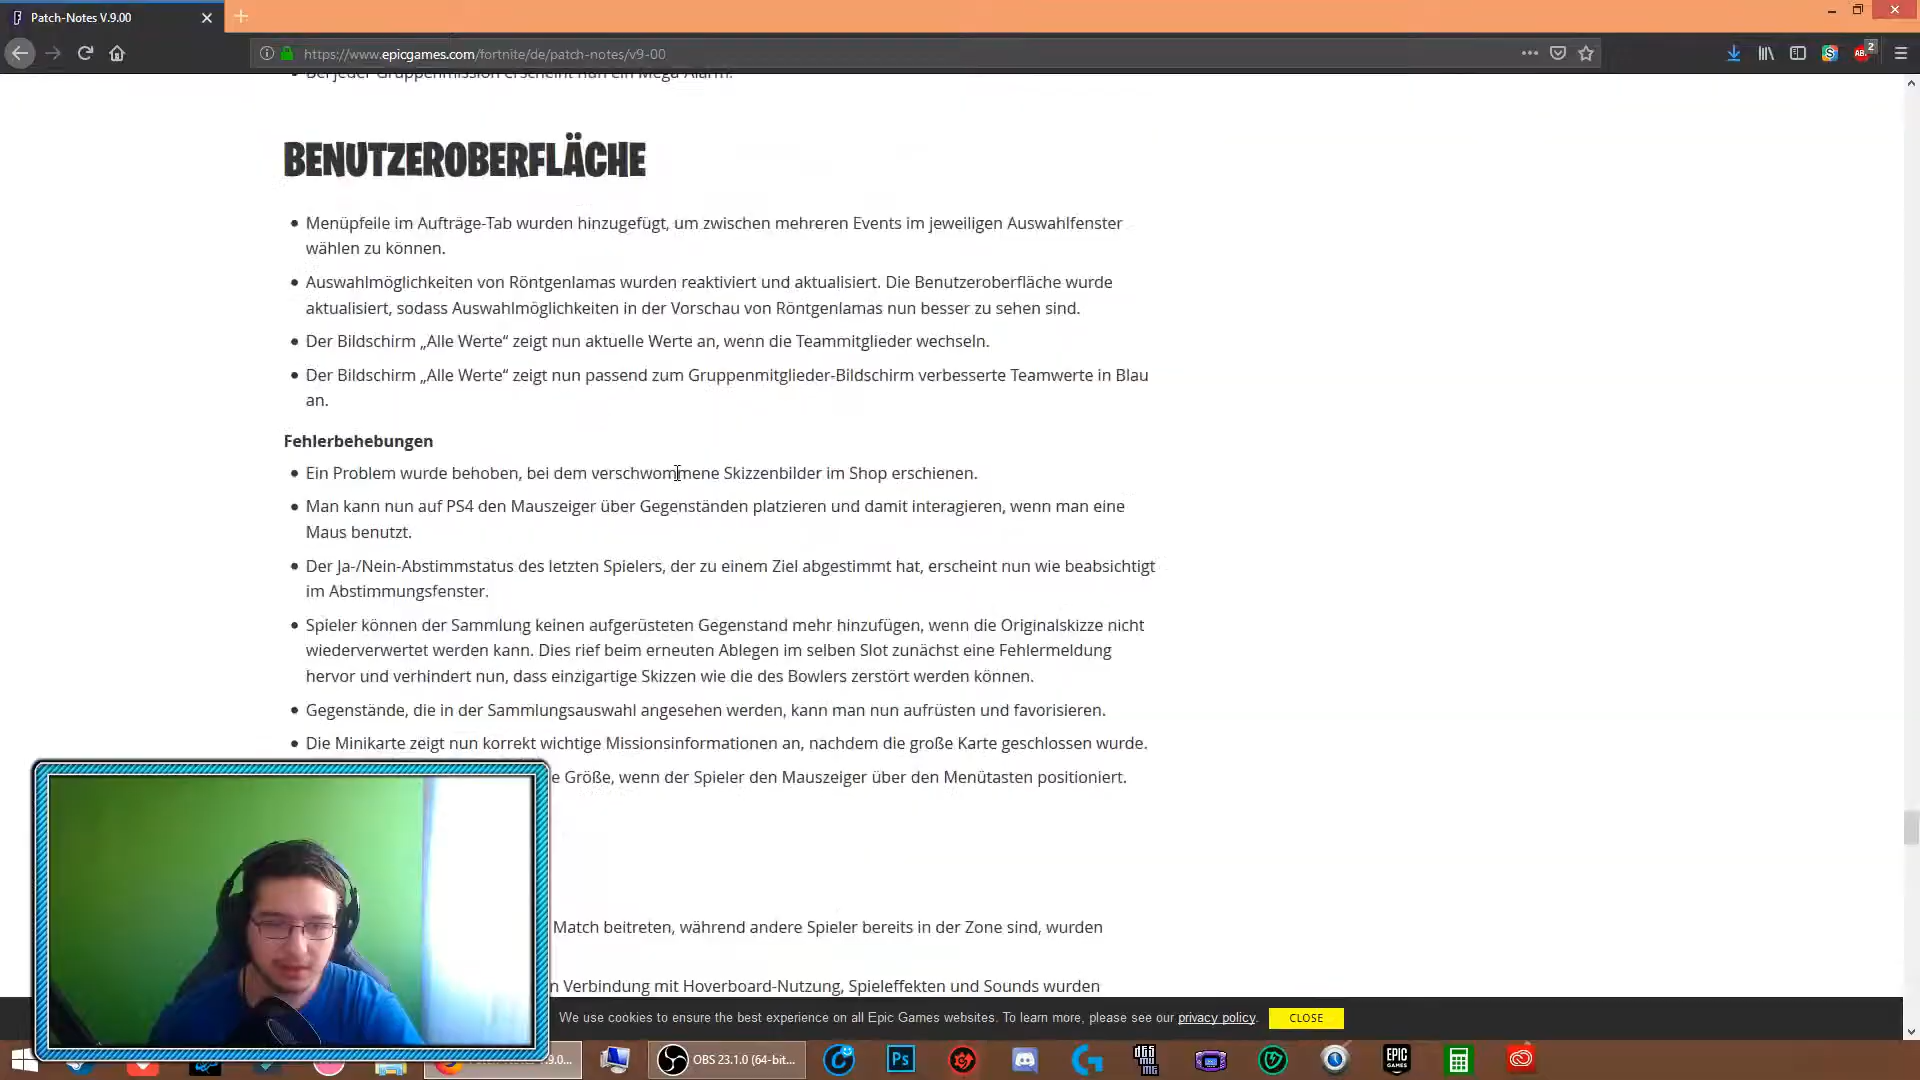 Patch-Notes V.9.00
https://www.epicgames.com/fortnite/de/patch-notes/v9-00
2
Bei jeder Gruppenmission erscheint nun ein Mega-Alarm.
BENUTZEROBERFLÄCHE
Menüpfeile im Aufträge-Tab wurden hinzugefügt, um zwischen mehreren Events im jeweiligen Auswahlfenster
wählen zu können.
Auswahlmöglichkeiten von Röntgenlamas wurden reaktiviert und aktualisiert. Die Benutzeroberfläche wurde
aktualisiert, sodass Auswahlmöglichkeiten in der Vorschau von Röntgenlamas nun besser zu sehen sind.
Der Bildschirm „Alle Werte“ zeigt nun aktuelle Werte an, wenn die Teammitglieder wechseln.
Der Bildschirm „Alle Werte“ zeigt nun passend zum Gruppenmitglieder-Bildschirm verbesserte Teamwerte in Blau
an.
Fehlerbehebungen
Ein Problem wurde behoben, bei dem verschwommene Skizzenbilder im Shop erschienen.
Man kann nun auf PS4 den Mauszeiger über Gegenständen platzieren und damit interagieren, wenn man eine
Maus benutzt.
Der Ja-/Nein-Abstimmstatus des letzten Spielers, der zu einem Ziel abgestimmt hat, erscheint nun wie beabsichtigt
im Abstimmungsfenster.
Spieler können der Sammlung keinen aufgerüsteten Gegenstand mehr hinzufügen, wenn die Originalskizze nicht
wiederverwertet werden kann. Dies rief beim erneuten Ablegen im selben Slot zunächst eine Fehlermeldung
hervor und verhindert nun, dass einzigartige Skizzen wie die des Bowlers zerstört werden können.
Gegenstände, die in der Sammlungsauswahl angesehen werden, kann man nun aufrüsten und favorisieren.
Die Minikarte zeigt nun korrekt wichtige Missionsinformationen an, nachdem die große Karte geschlossen wurde.
e Größe, wenn der Spieler den Mauszeiger über den Menütasten positioniert.
Match beitreten, während andere Spieler bereits in der Zone sind, wurden
n Verbindung mit Hoverboard-Nutzung, Spieleffekten und Sounds wurden
We use cookies to ensure the best experience on all Epic Games websites. To learn more, please see our privacy policy.
CLOSE
OBS 23.1.0 (64-bit...
Ps
EPIC
GAMES